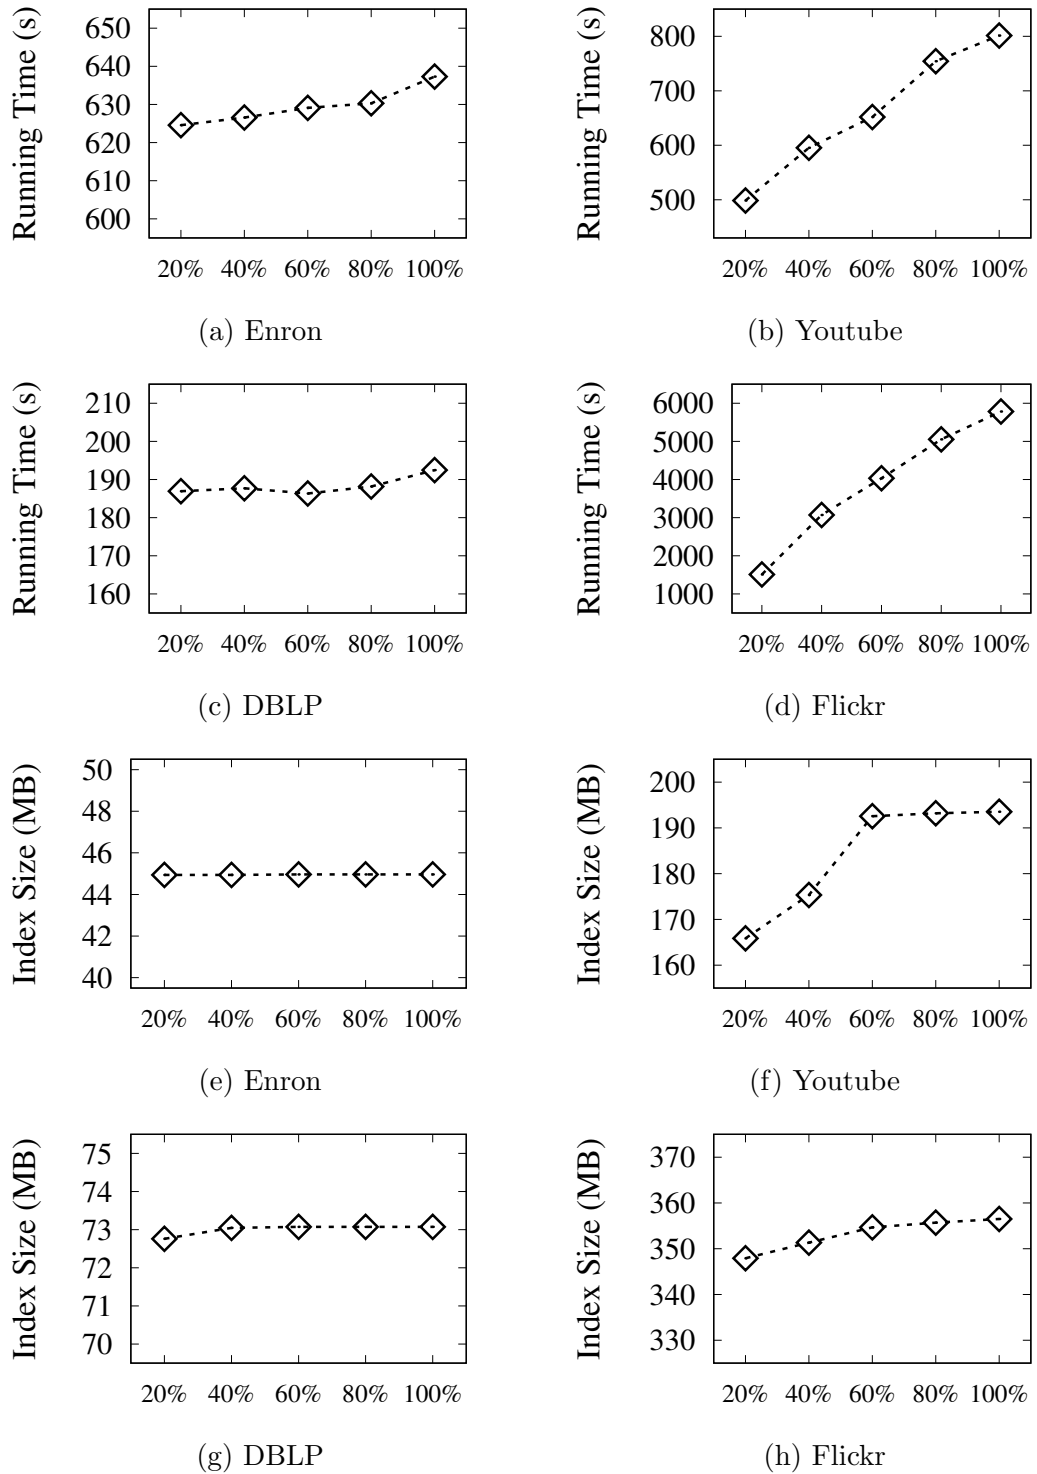 Running Time (s)
650
640
630
620
610
600
20% 40% 60% 80% 100%
(a) Enron
Running Time (s)
800
700
600
500
20% 40% 60% 80% 100%
(b) Youtube
Running Time (s)
210
200
190
180
170
160
20% 40% 60% 80% 100%
(c) DBLP
Running Time (s)
6000
5000
4000
3000
2000
1000
20% 40% 60% 80% 100%
(d) Flickr
Index Size (MB)
50
48
46
44
42
40
20% 40% 60% 80% 100%
(e) Enron
Index Size (MB)
200
190
180
170
160
20% 40% 60% 80% 100%
(f) Youtube
Index Size (MB)
75
74
73
72
71
70
20% 40% 60% 80% 100%
(g) DBLP
Index Size (MB)
370
360
350
340
330
20% 40% 60% 80% 100%
(h) Flickr